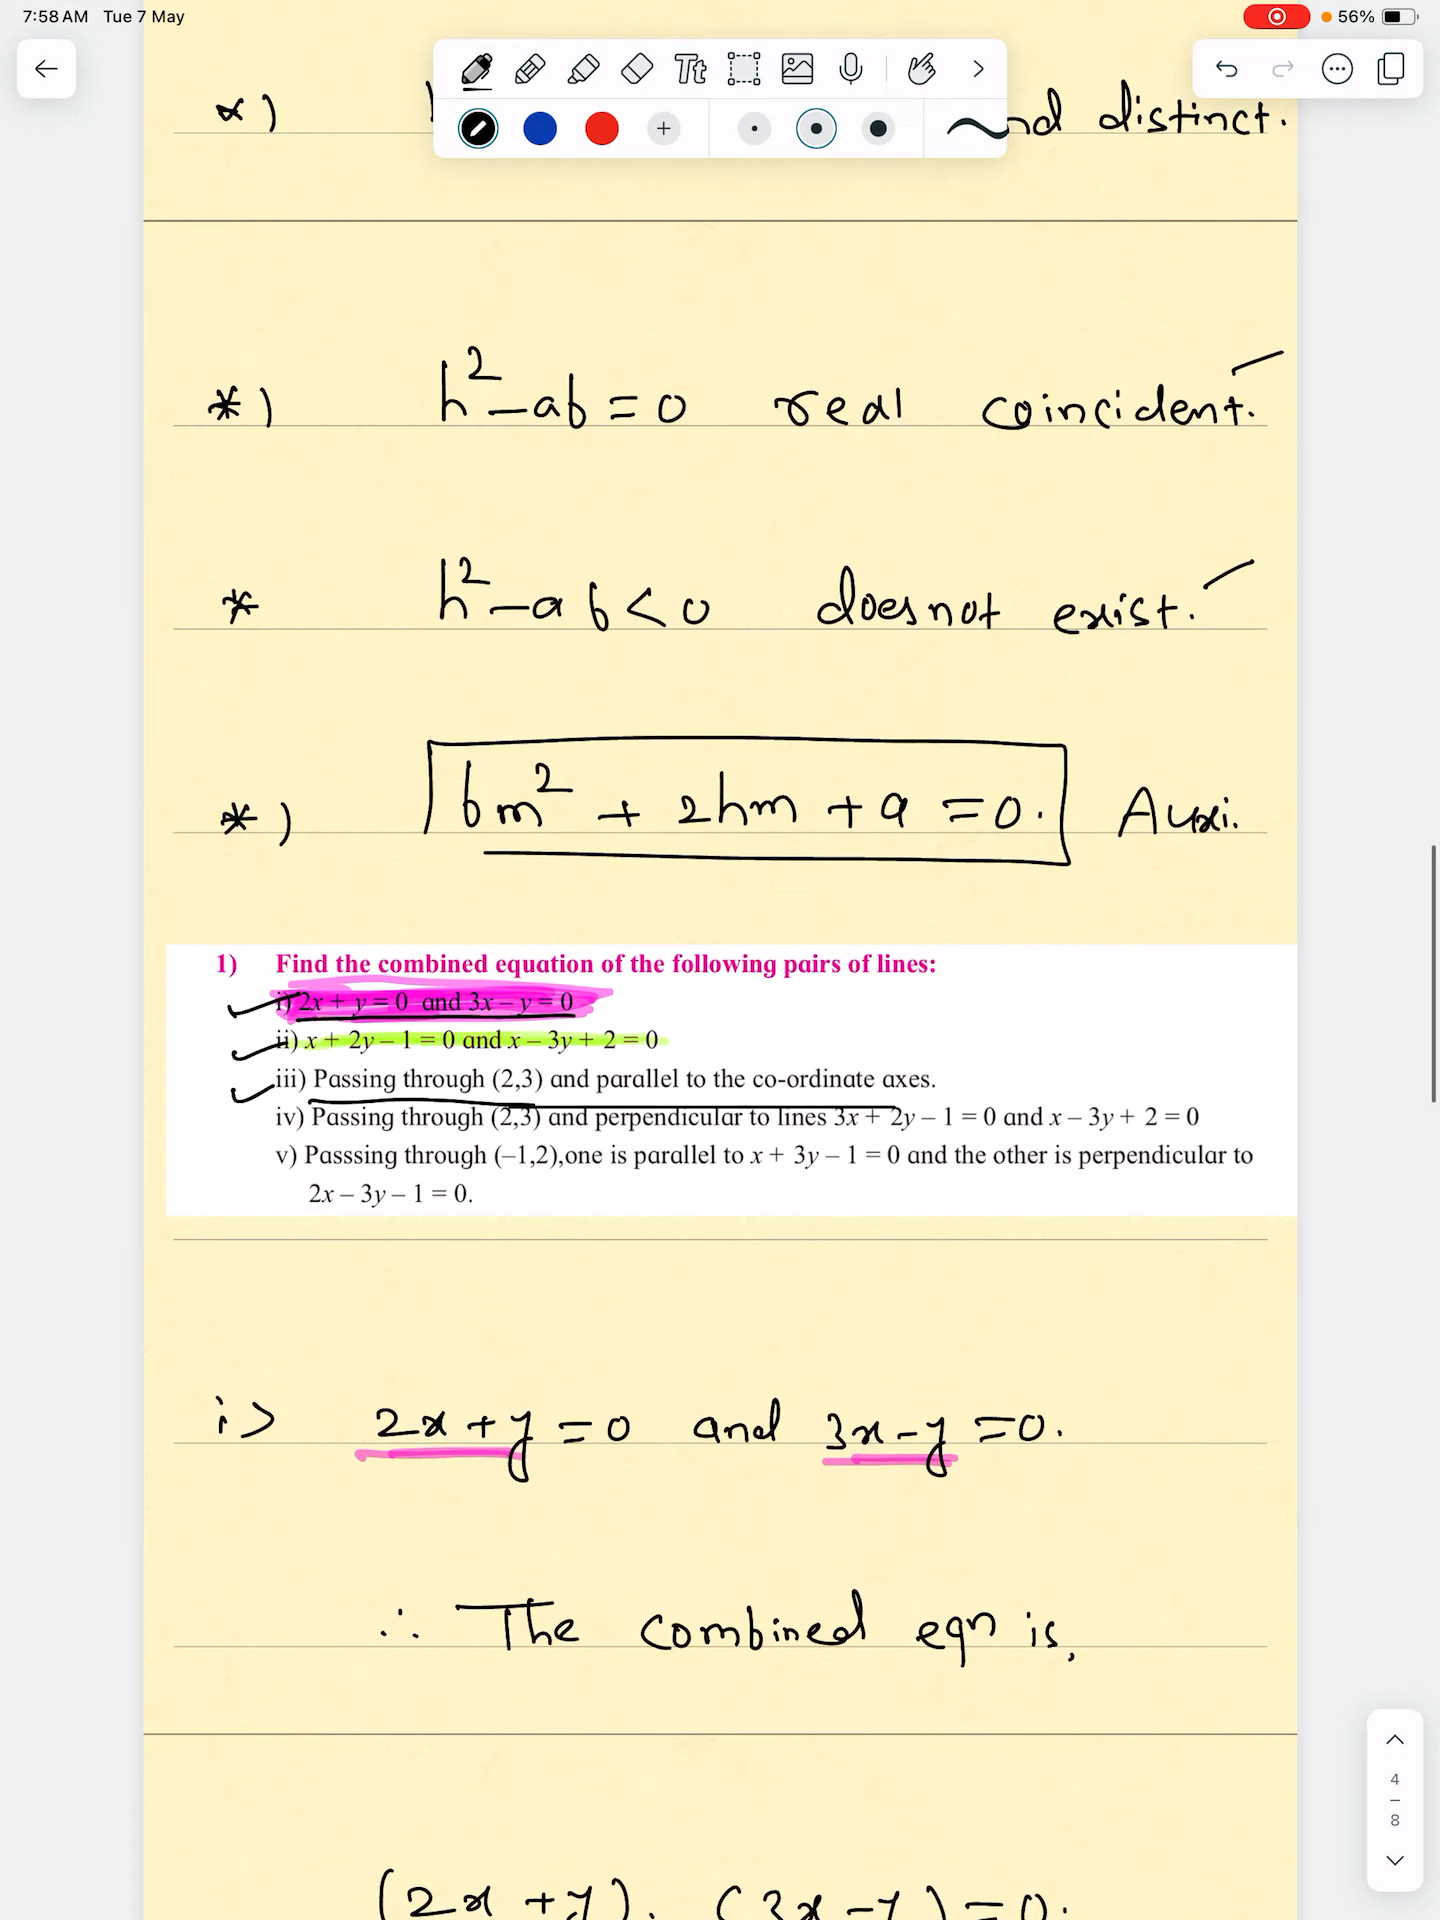 7:58 AM Tue 7 May
56%
Tt
*) nd distinct.
*) h²-ab=0 real coincident.
* h²-ab<0 does not exist.
*) bm² + 2hm + a = 0. Auxi.
1) Find the combined equation of the following pairs of lines:
i) 2x + y = 0 and 3x – y = 0
ii) x + 2y – 1 = 0 and x – 3y + 2 = 0
iii) Passing through (2,3) and parallel to the co-ordinate axes.
iv) Passing through (2,3) and perpendicular to lines 3x + 2y – 1 = 0 and x – 3y + 2 = 0
v) Passsing through (–1,2),one is parallel to x + 3y – 1 = 0 and the other is perpendicular to
2x – 3y – 1 = 0.
i> 2x+y=0 and 3x-y=0.
∴ The combined eqn is,
4
8
(2x+y). (3x-y)=0.